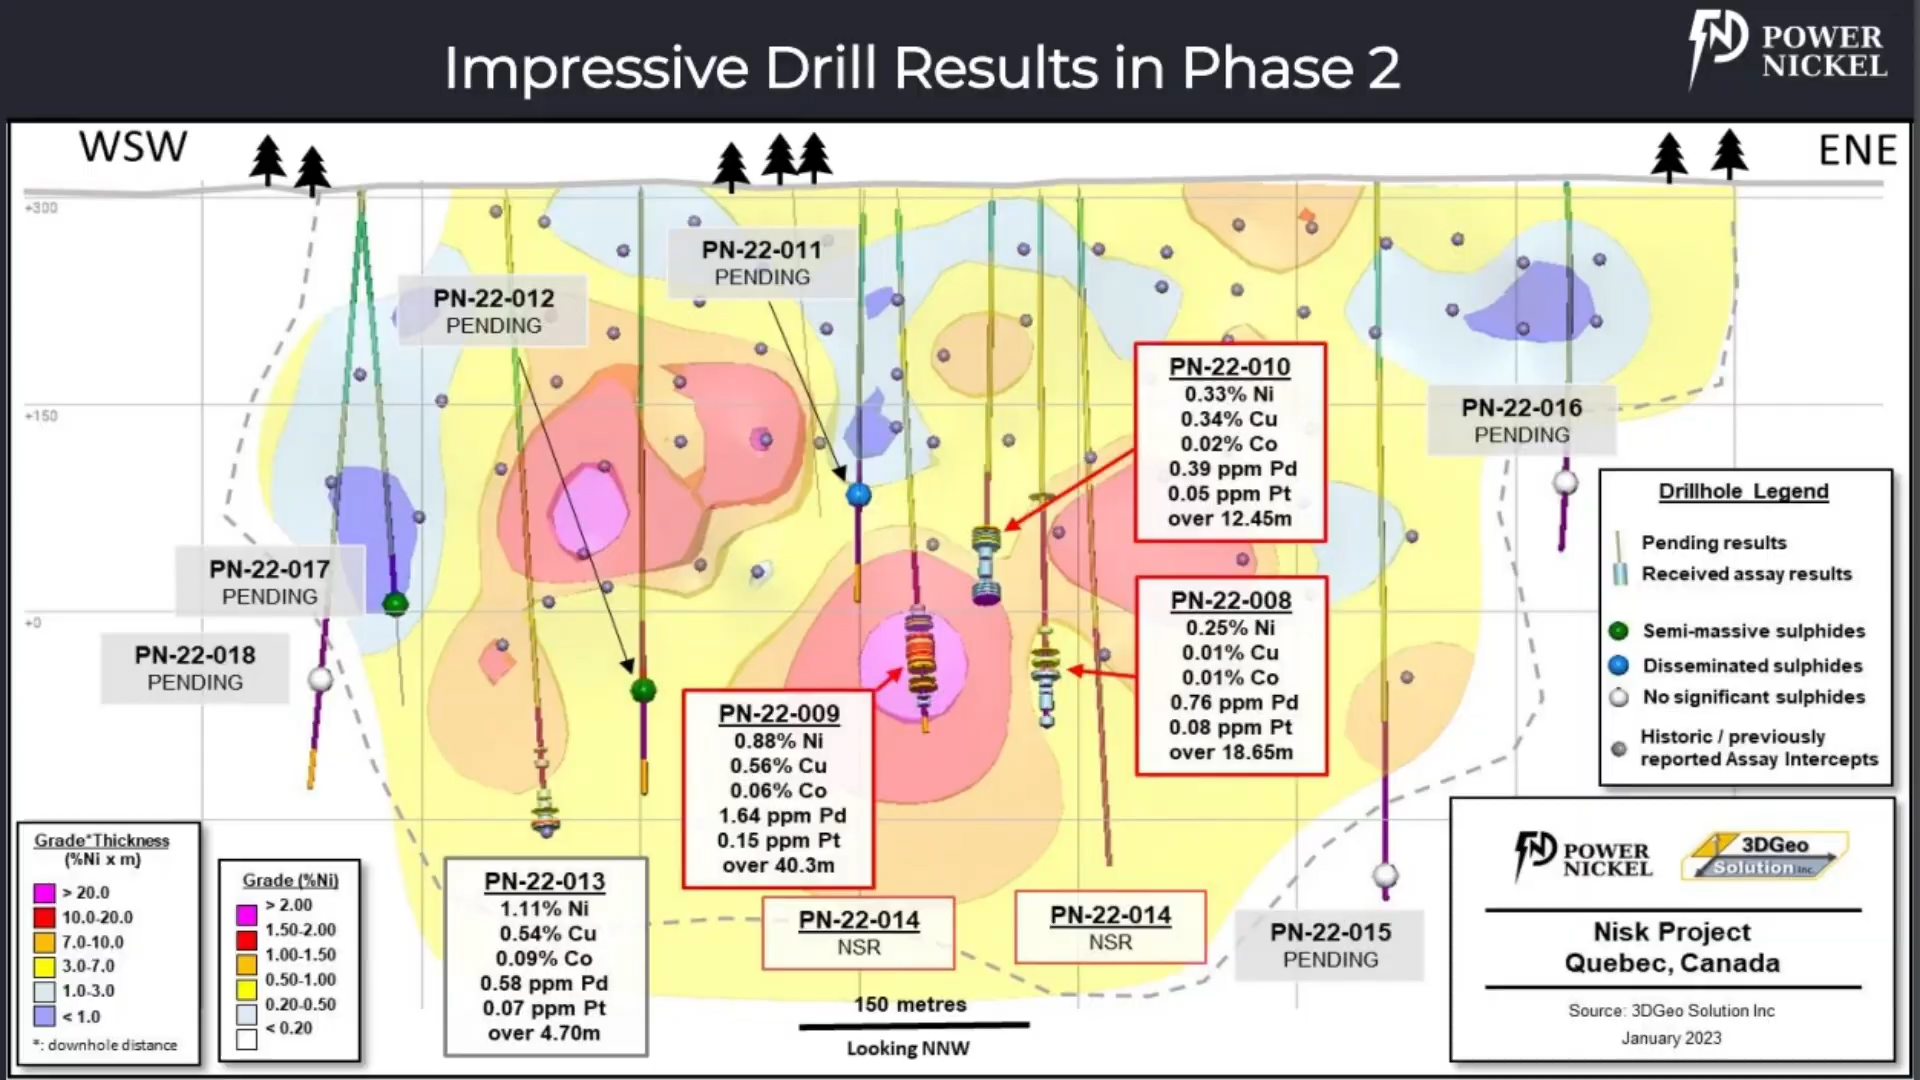 Impressive Drill Results in Phase 2
POWER
NICKEL
WSW
ENE
+300
+150
+0
PN-22-011
PENDING
PN-22-012
PENDING
PN-22-010
0.33% Ni
0.34% Cu
0.02% Co
0.39 ppm Pd
0.05 ppm Pt
over 12.45m
PN-22-016
PENDING
PN-22-017
PENDING
PN-22-018
PENDING
PN-22-008
0.25% Ni
0.01% Cu
0.01% Co
0.76 ppm Pd
0.08 ppm Pt
over 18.65m
PN-22-009
0.88% Ni
0.56% Cu
0.06% Co
1.64 ppm Pd
0.15 ppm Pt
over 40.3m
PN-22-013
1.11% Ni
0.54% Cu
0.09% Co
0.58 ppm Pd
0.07 ppm Pt
over 4.70m
PN-22-014
NSR
PN-22-014
NSR
PN-22-015
PENDING
Drillhole Legend
Pending results
Received assay results
Semi-massive sulphides
Disseminated sulphides
No significant sulphides
Historic / previously
reported Assay Intercepts
Grade*Thickness
(%Ni x m)
> 20.0
10.0-20.0
7.0-10.0
3.0-7.0
1.0-3.0
< 1.0
*: downhole distance
Grade (%Ni)
> 2.00
1.50-2.00
1.00-1.50
0.50-1.00
0.20-0.50
< 0.20
150 metres
Looking NNW
POWER
NICKEL
3DGeo
Solution Inc.
Nisk Project
Quebec, Canada
Source: 3DGeo Solution Inc
January 2023